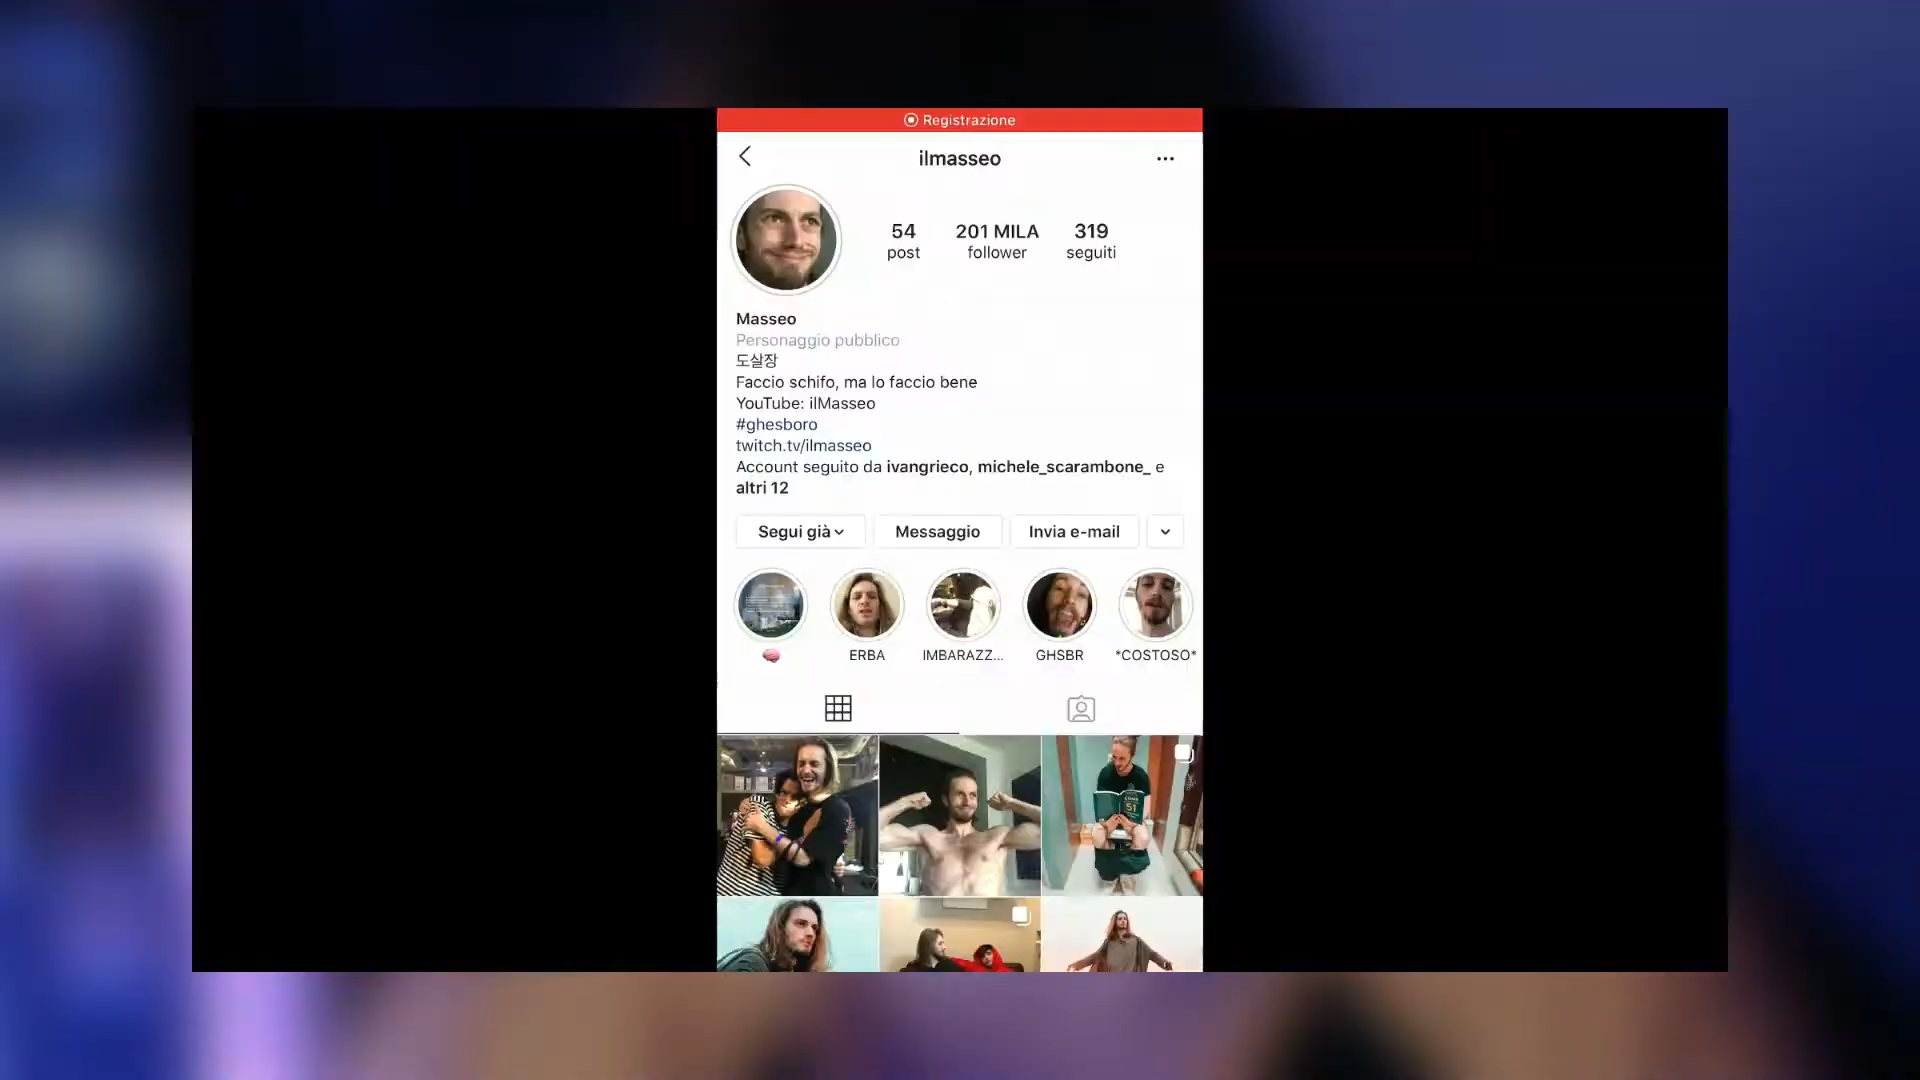 Registrazione
ilmasseo
54 201 MILA 319
post follower seguiti
Masseo
Personaggio pubblico
도살장
Faccio schifo, ma lo faccio bene
YouTube: ilMasseo
#ghesboro
twitch.tv/ilmasseo
Account seguito da ivangrieco, michele_scarambone_ e
altri 12
Segui già Messaggio Invia e-mail
ERBA IMBARAZZ... GHSBR *COSTOSO*
51